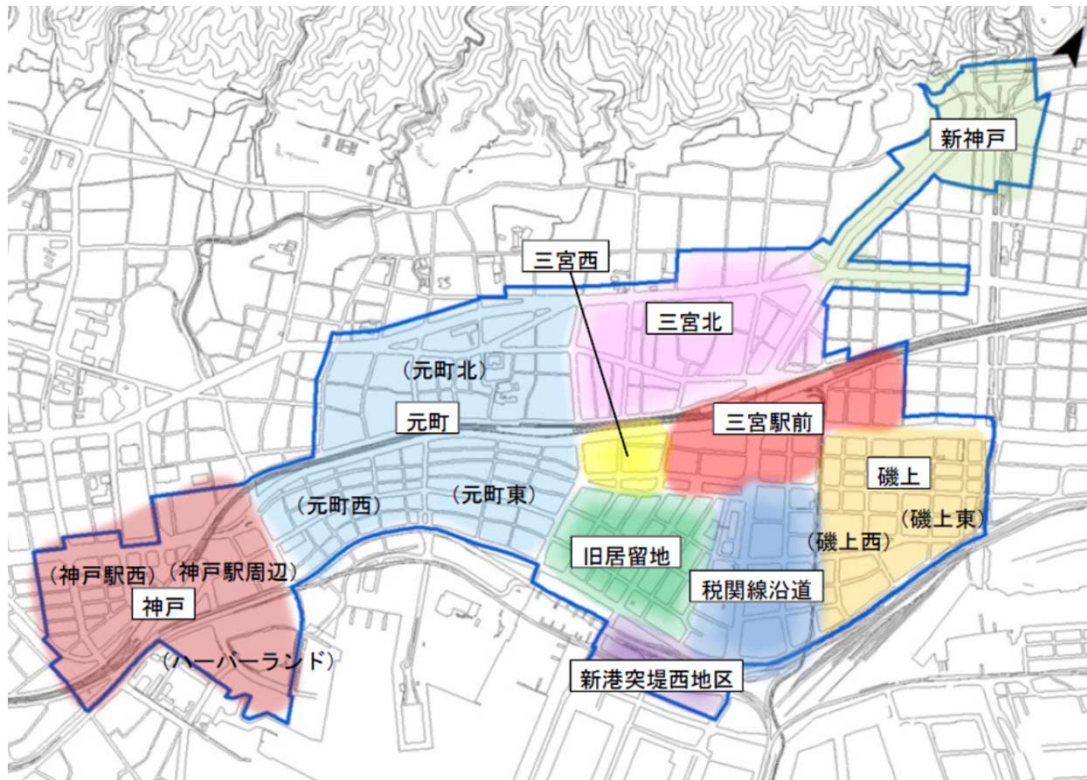 新神戸
三宮西
三宮北
(元町北)
元町
三宮駅前
(元町西)
(元町東)
磯上
(磯上東)
(磯上西)
旧居留地
税関線沿道
(神戸駅西)
(神戸駅周辺)
神戸
(ハーバーランド)
新港突堤西地区